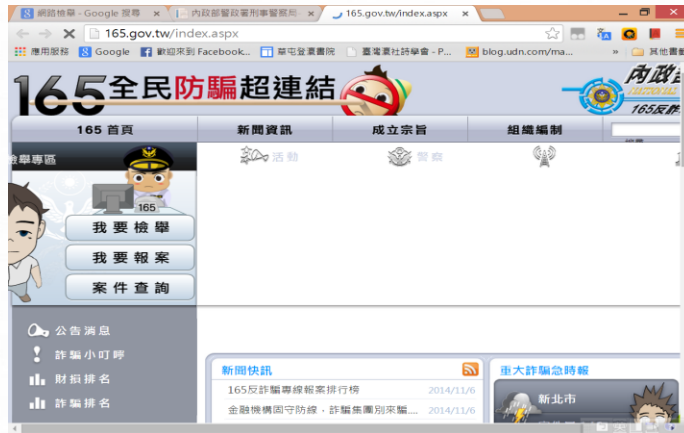 網路檢舉 - Google 搜尋
內政部警政署刑事警察局
165.gov.tw/index.aspx
165.gov.tw/index.aspx
應用服務 Google 歡迎來到 Facebook... 草屯登瀛書院 臺灣瀛社詩學會 - P... blog.udn.com/ma... » 其他書籤
165全民防騙超連結
內政
165反詐
165 首頁 新聞資訊 成立宗旨 組織編制
檢舉專區
活動 警察
165
我要檢舉
我要報案
案件查詢
公告消息
詐騙小叮嚀
財損排名
詐騙排名
新聞快訊
165反詐騙專線報案排行榜 2014/11/6
金融機構固守防線，詐騙集團別來騙.... 2014/11/6
重大詐騙急時報
新北市